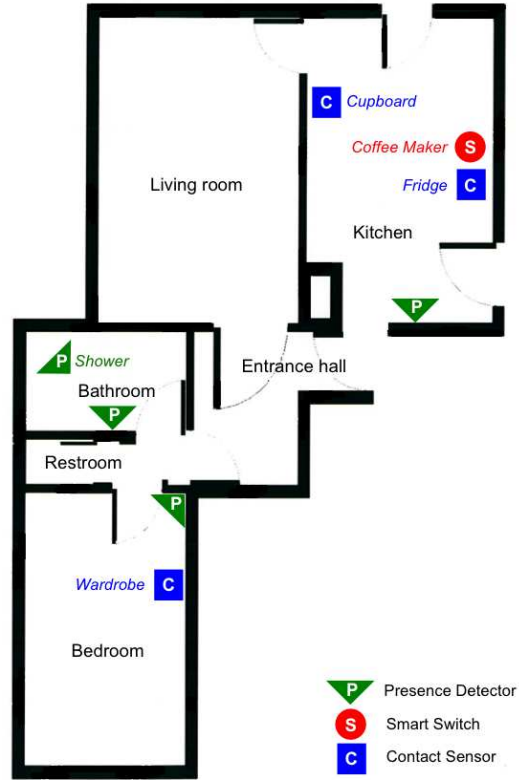 C Cupboard
Coffee Maker S
Living room
Fridge C
Kitchen
P
Entrance hall
P Shower
Bathroom
P
Restroom
P
Wardrobe C
Bedroom
P Presence Detector
S Smart Switch
C Contact Sensor